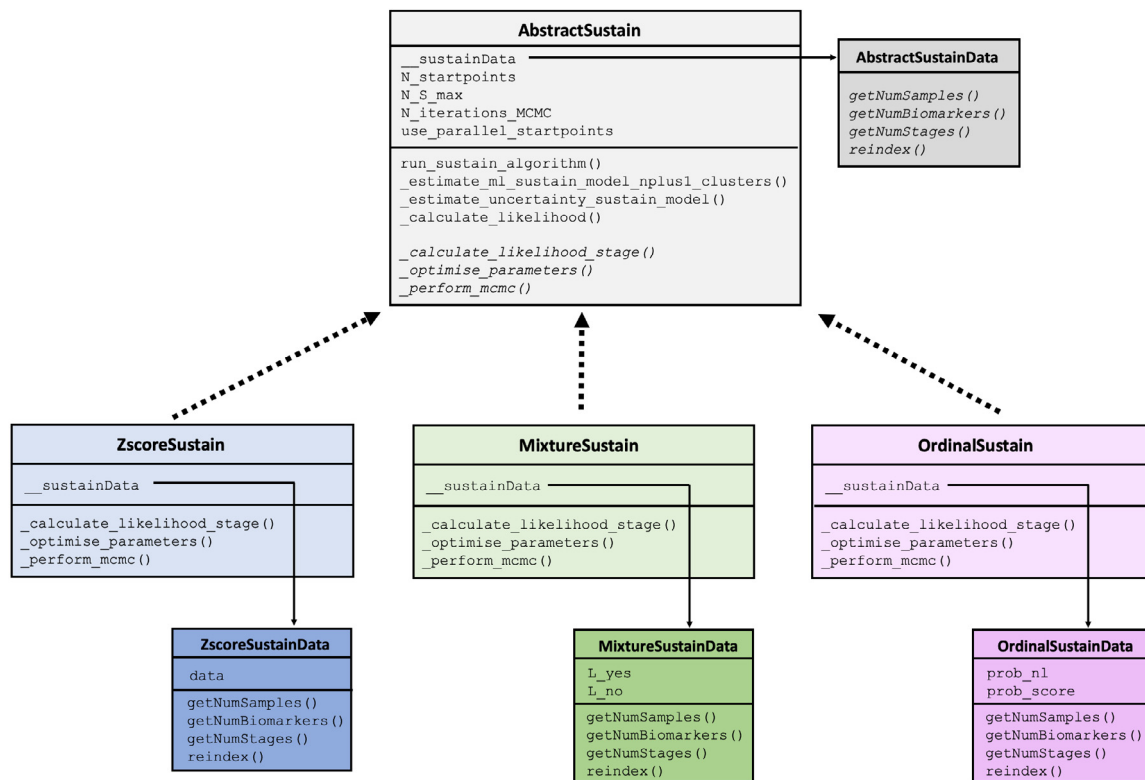 AbstractSustain
__sustainData
N_startpoints
N_S_max
N_iterations_MCMC
use_parallel_startpoints
run_sustain_algorithm()
_estimate_ml_sustain_model_nplus1_clusters()
_estimate_uncertainty_sustain_model()
_calculate_likelihood()
_calculate_likelihood_stage()
_optimise_parameters()
_perform_mcmc()
AbstractSustainData
getNumSamples()
getNumBiomarkers()
getNumStages()
reindex()
ZscoreSustain
__sustainData
_calculate_likelihood_stage()
_optimise_parameters()
_perform_mcmc()
MixtureSustain
__sustainData
_calculate_likelihood_stage()
_optimise_parameters()
_perform_mcmc()
OrdinalSustain
__sustainData
_calculate_likelihood_stage()
_optimise_parameters()
_perform_mcmc()
ZscoreSustainData
data
getNumSamples()
getNumBiomarkers()
getNumStages()
reindex()
MixtureSustainData
L_yes
L_no
getNumSamples()
getNumBiomarkers()
getNumStages()
reindex()
OrdinalSustainData
prob_nl
prob_score
getNumSamples()
getNumBiomarkers()
getNumStages()
reindex()